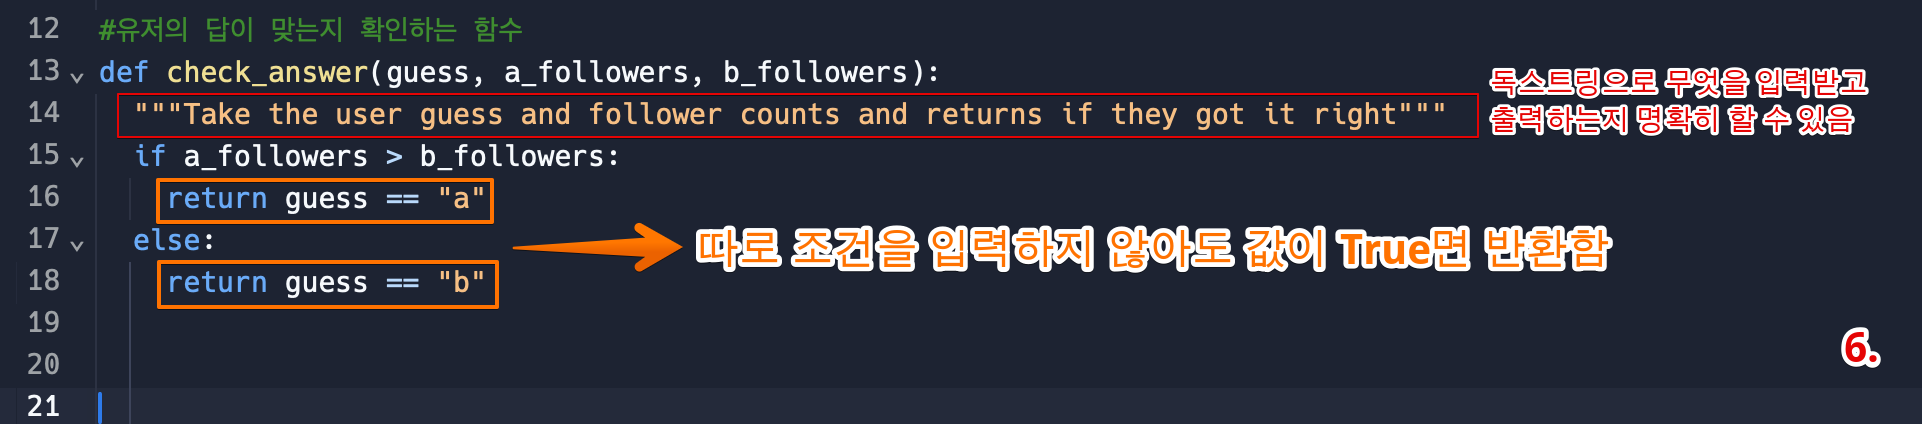 12 #유저의 답이 맞는지 확인하는 함수
13 def check_answer(guess, a_followers, b_followers):
독스트링으로 무엇을 입력받고
14 """Take the user guess and follower counts and returns if they got it right"""
출력하는지 명확히 할 수 있음
15 if a_followers > b_followers:
16 return guess == "a"
17 else:
따로 조건을 입력하지 않아도 값이 True면 반환함
18 return guess == "b"
19
20
6.
21